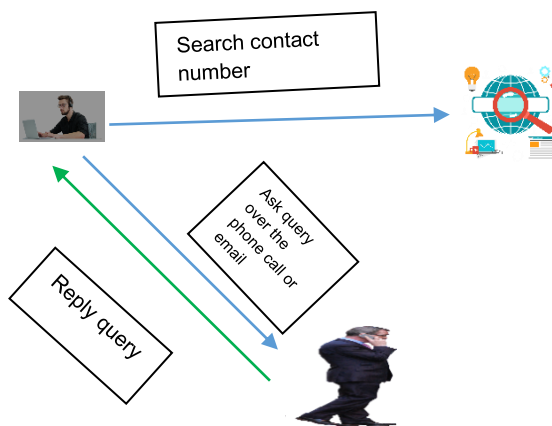 Search contact
number
Ask query
over the
phone call or
email
Reply query